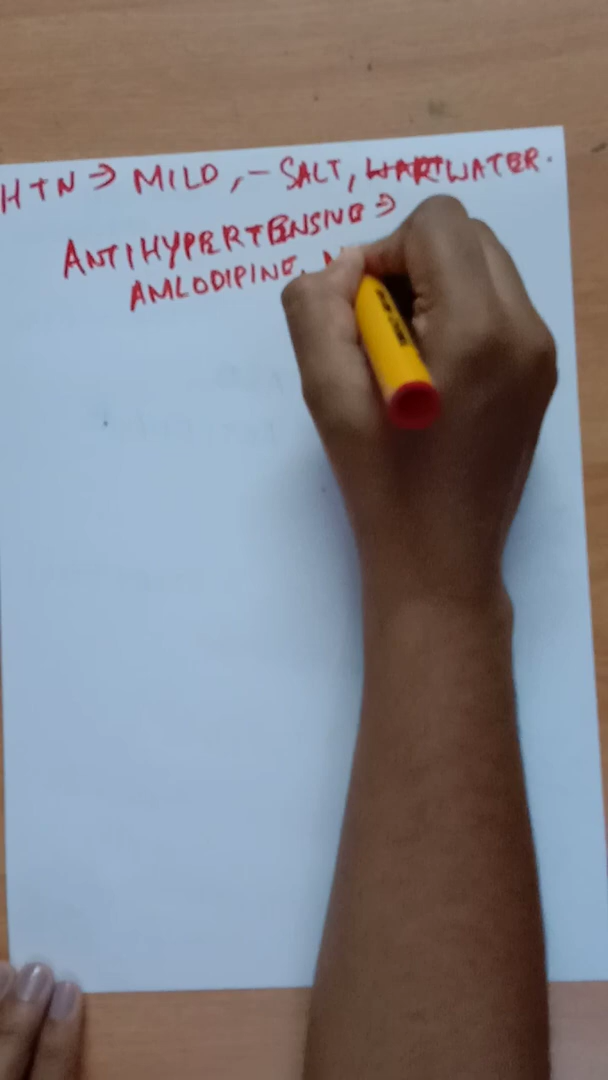 HTN → MILD, - SALT, WATER.
ANTIHYPERTENSIVE →
AMLODIPINE,